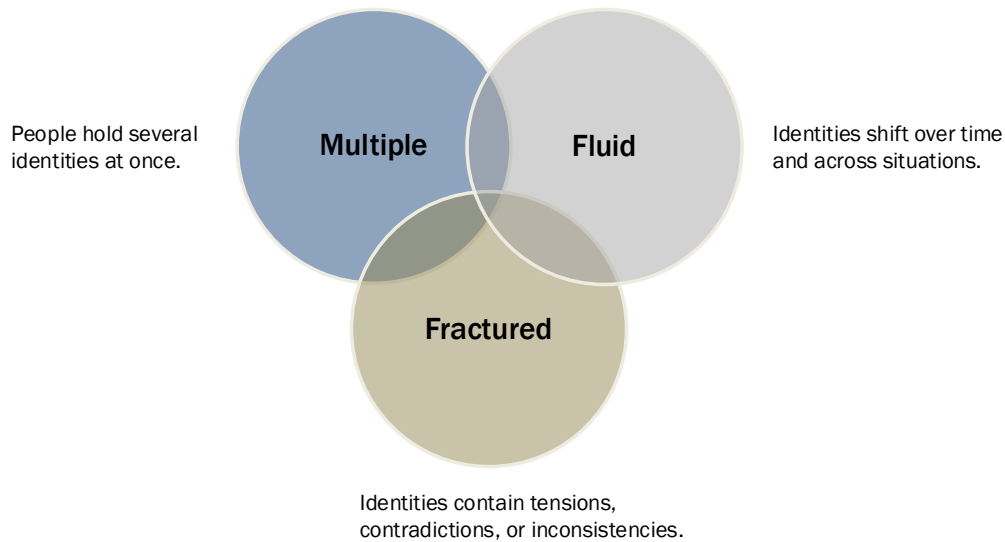 Multiple
Fluid
People hold several
identities at once.
Identities shift over time
and across situations.
Fractured
Identities contain tensions,
contradictions, or inconsistencies.